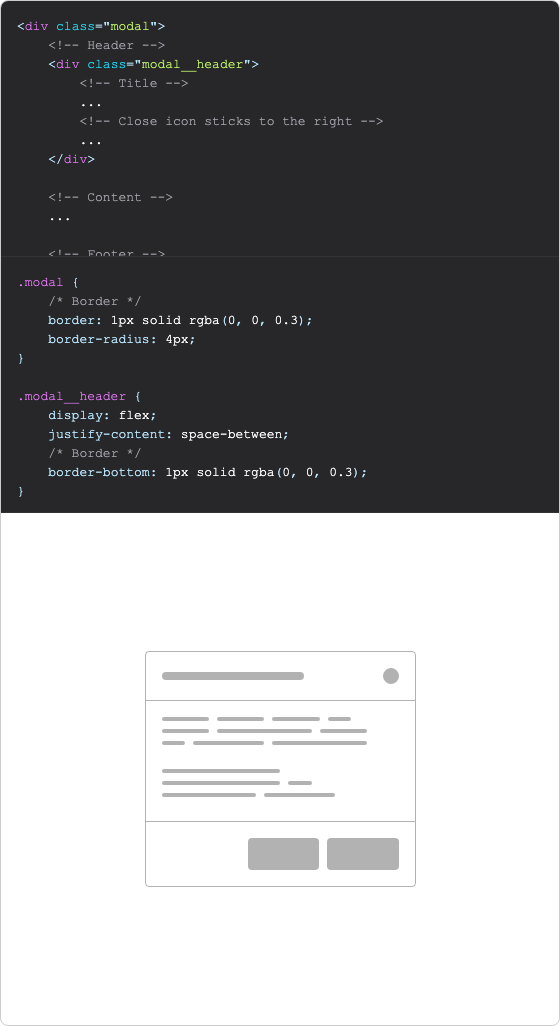 <div class="modal">
    <!-- Header -->
    <div class="modal__header">
        <!-- Title -->
        ...
        <!-- Close icon sticks to the right -->
        ...
    </div>

    <!-- Content -->
    ...

    <!-- Footer -->
.modal {
    /* Border */
    border: 1px solid rgba(0, 0, 0.3);
    border-radius: 4px;
}

.modal__header {
    display: flex;
    justify-content: space-between;
    /* Border */
    border-bottom: 1px solid rgba(0, 0, 0.3);
}